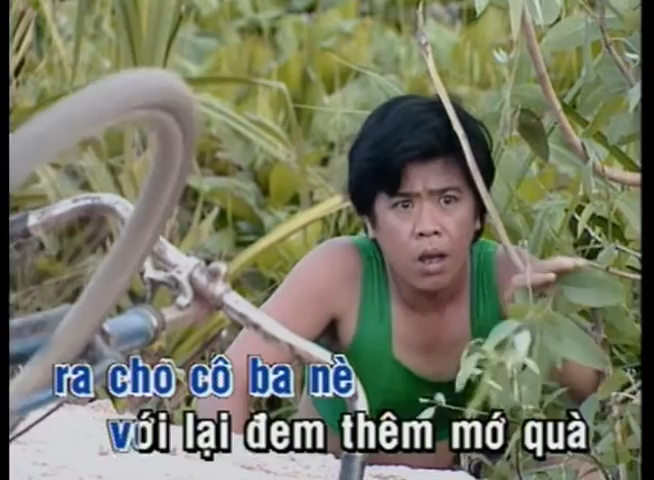 ra cho cô ba nè
với lại đem thêm mớ quà